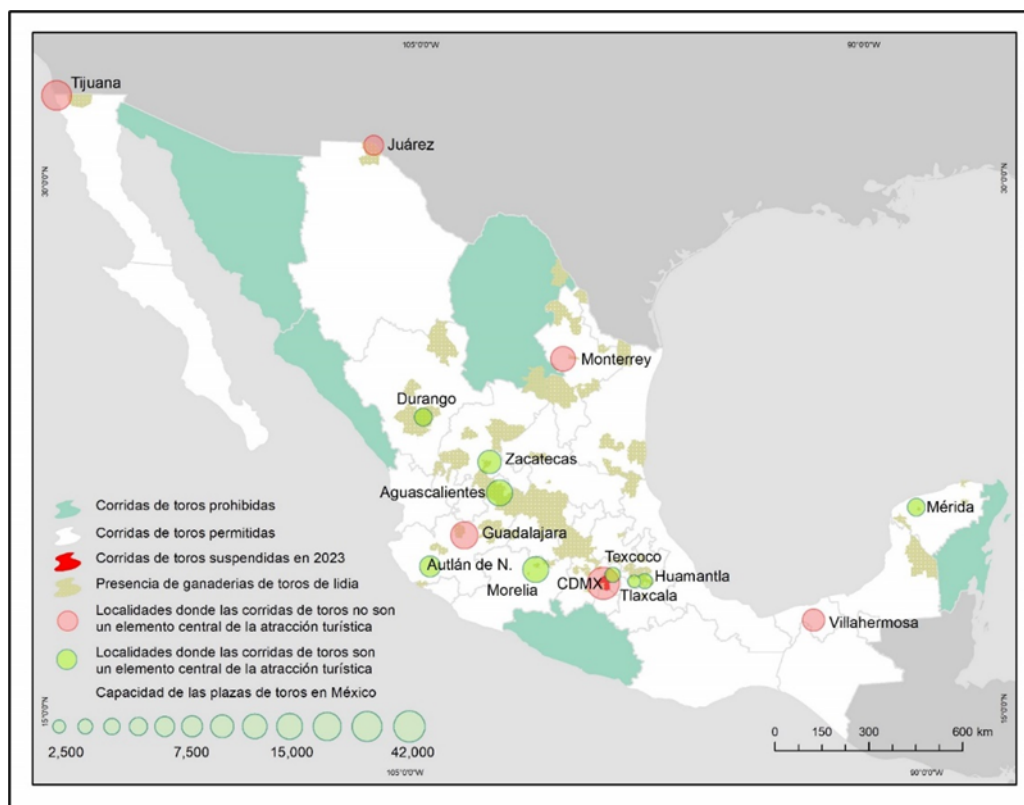 105°0'0"W
90°0'0"W
Tijuana
Juárez
30°0'0"N
30°0'0"N
Monterrey
Durango
Zacatecas
Aguascalientes
Mérida
Guadalajara
Texcoco
Autlán de N.
CDMX
Huamantla
Morelia
Tlaxcala
Villahermosa
Corridas de toros prohibidas
Corridas de toros permitidas
Corridas de toros suspendidas en 2023
Presencia de ganaderias de toros de lidia
Localidades donde las corridas de toros no son
un elemento central de la atracción turística
Localidades donde las corridas de toros son
un elemento central de la atracción turística
Capacidad de las plazas de toros en México
2,500 7,500 15,000 42,000
15°0'0"N
15°0'0"N
0 150 300 600 km
105°0'0"W
90°0'0"W